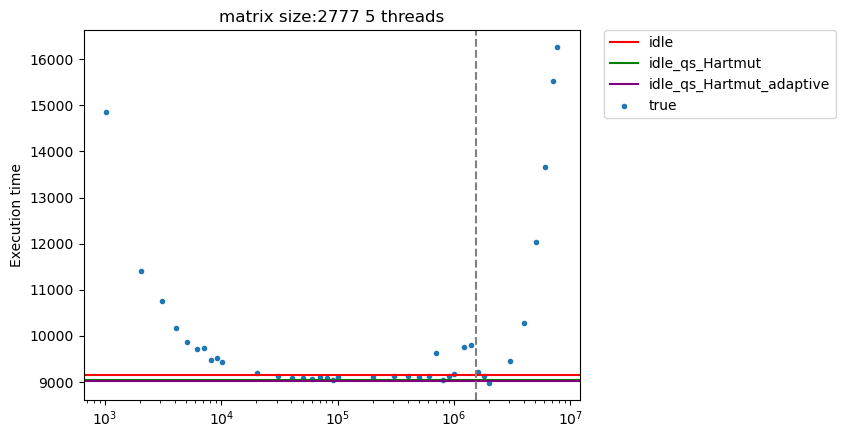 matrix size:2777 5 threads
idle
idle_qs_Hartmut
idle_qs_Hartmut_adaptive
true
Execution time
16000
15000
14000
13000
12000
11000
10000
9000
10³
10⁴
10⁵
10⁶
10⁷